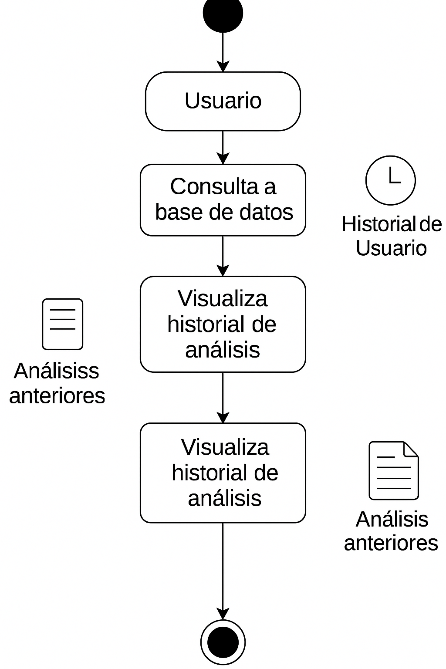 Usuario
Consulta a
base de datos
Historial de
Usuario
Visualiza
historial de
análisis
Análisiss
anteriores
Visualiza
historial de
análisis
Análisis
anteriores